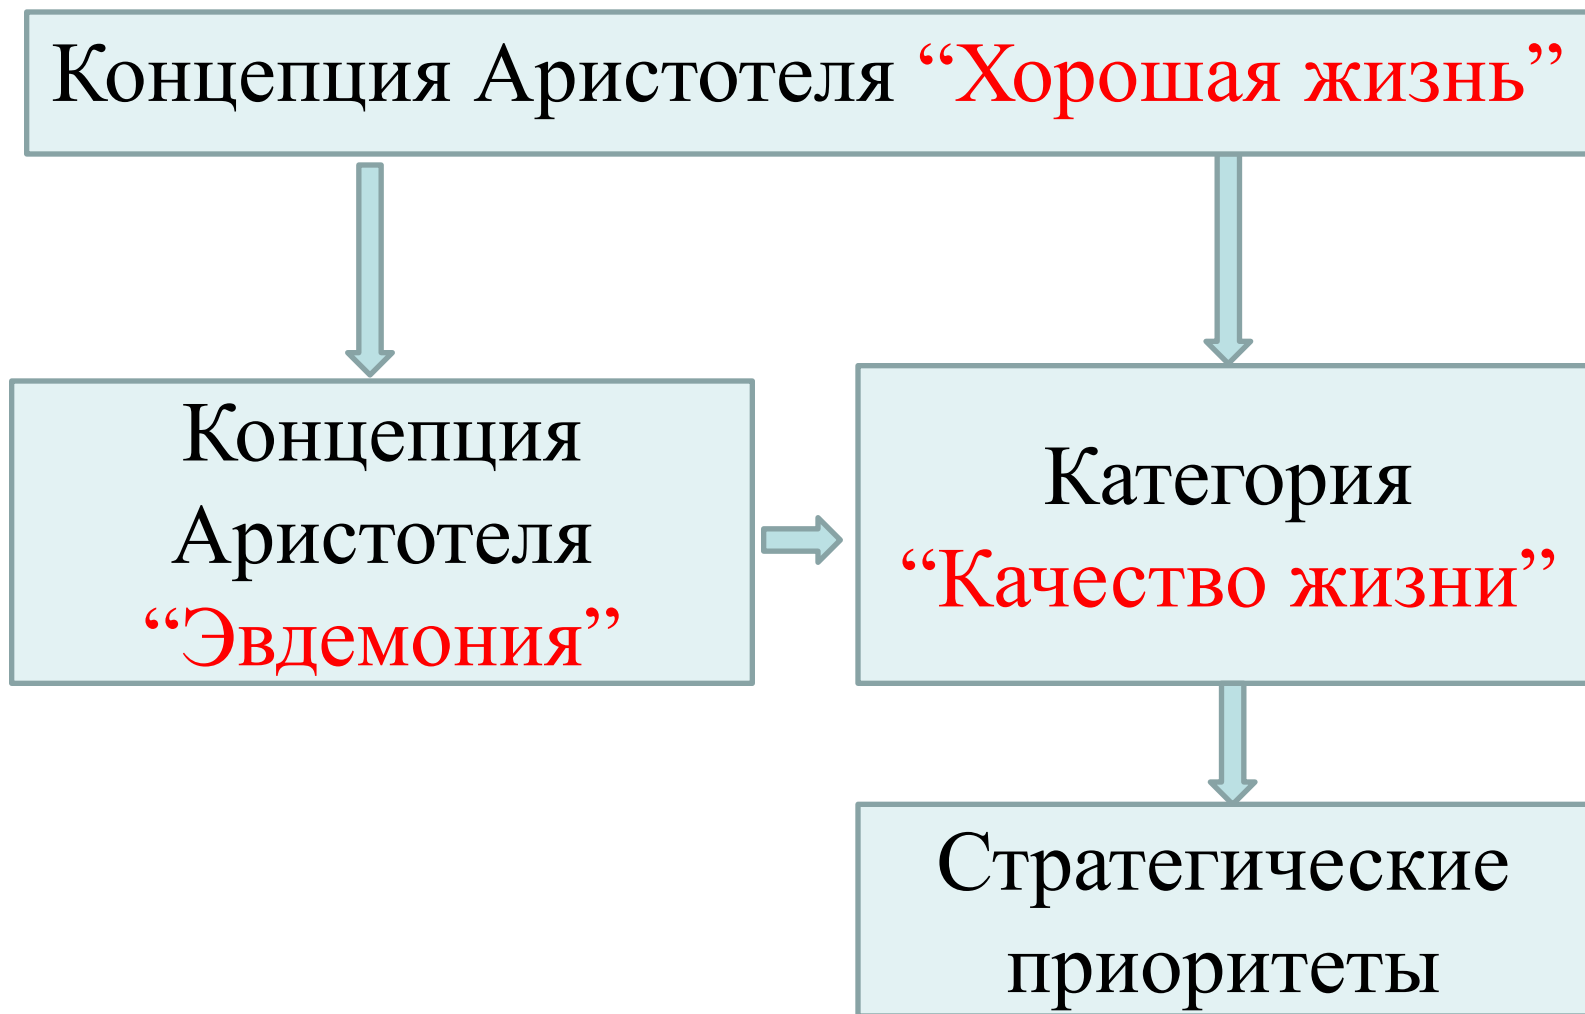 Концепция Аристотеля “Хорошая жизнь”
Концепция
Аристотеля
“Эвдемония”
Категория
“Качество жизни”
Стратегические
приоритеты